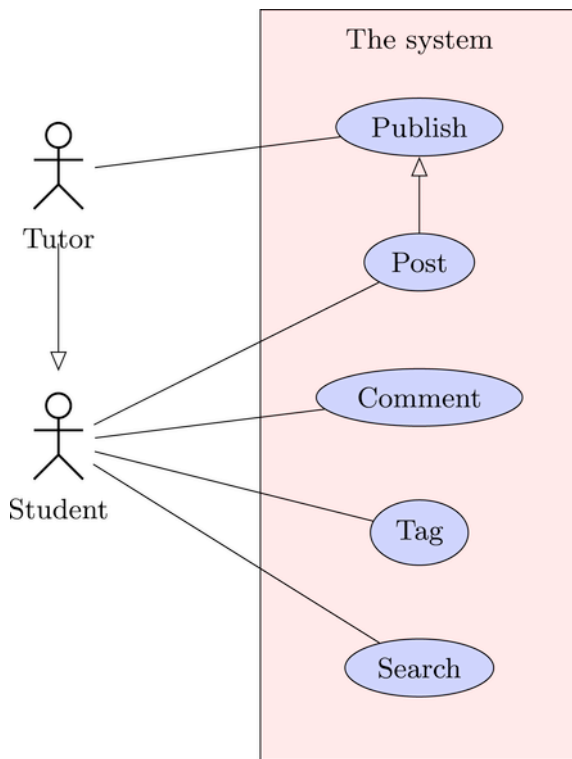 The system
Publish
Tutor
Post
Comment
Student
Tag
Search